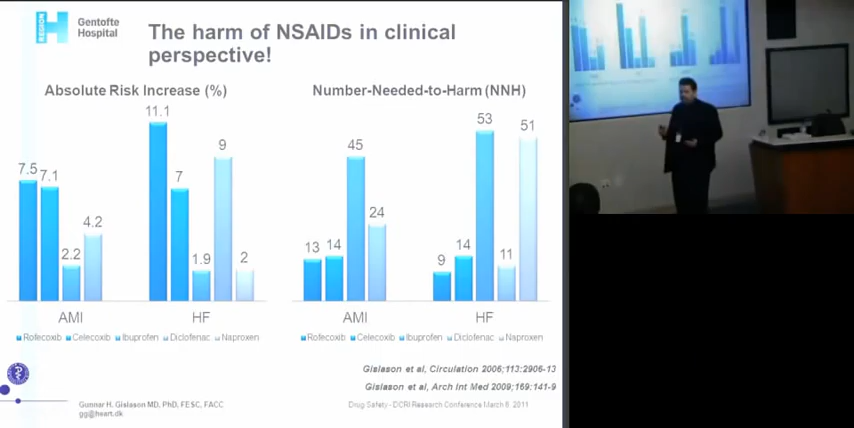 REGION
H
Gentofte
Hospital
The harm of NSAIDs in clinical
perspective!
Absolute Risk Increase (%)
7.5
7.1
2.2
4.2
11.1
7
1.9
9
2
AMI
HF
Rofecoxib Celecoxib Ibuprofen Diclofenac Naproxen
Number-Needed-to-Harm (NNH)
13
14
45
24
9
14
53
11
51
AMI
HF
Rofecoxib Celecoxib Ibuprofen Diclofenac Naproxen
Gislason et al, Circulation 2006;113:2906-13
Gislason et al, Arch Int Med 2009;169:141-9
Gunnar H. Gislason MD, PhD, FESC, FACC
gg@heart.dk
Drug Safety - DCRI Research Conference March 8, 2011